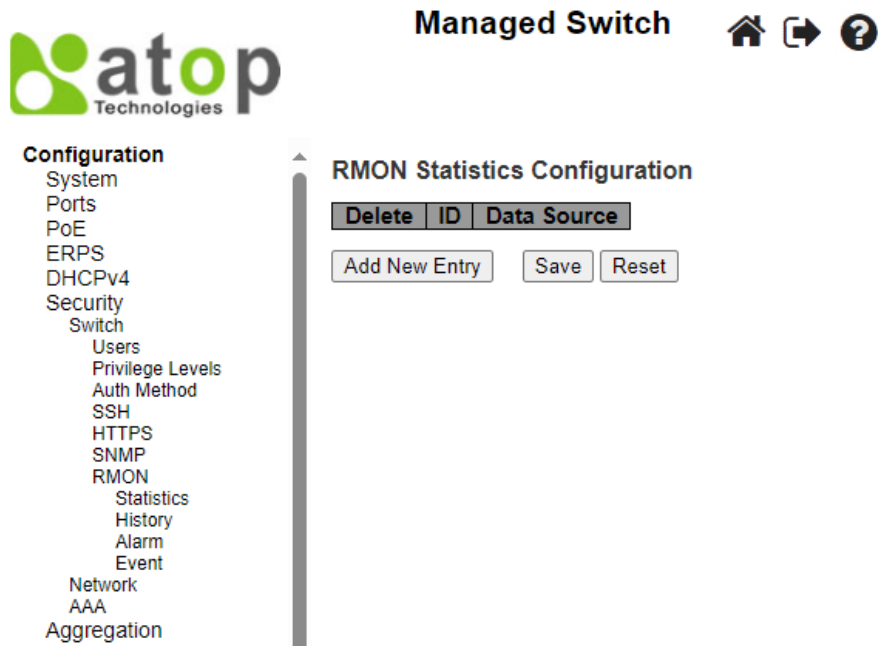 Managed Switch
atop
Technologies
Configuration
System
Ports
PoE
ERPS
DHCPv4
Security
Switch
Users
Privilege Levels
Auth Method
SSH
HTTPS
SNMP
RMON
Statistics
History
Alarm
Event
Network
AAA
Aggregation
RMON Statistics Configuration
Delete ID Data Source
Add New Entry Save Reset